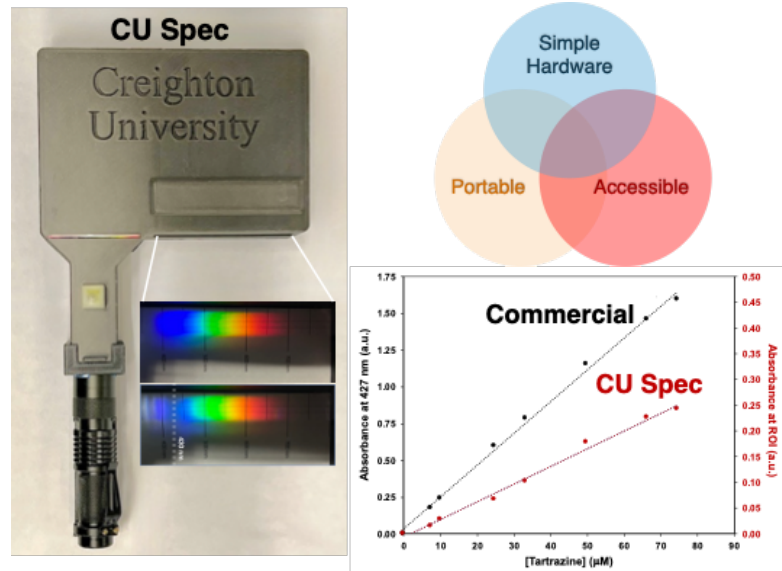 CU Spec
Creighton
University
430 nm
Simple
Hardware
Portable
Accessible
Commercial
CU Spec
Absorbance at 427 nm (a.u.)
1.75
1.50
1.25
1.00
0.75
0.50
0.25
0.00
Absorbance at ROI (a.u.)
0.50
0.45
0.40
0.35
0.30
0.25
0.20
0.15
0.10
0.05
0.00
0 10 20 30 40 50 60 70 80 90
[Tartrazine] (µM)